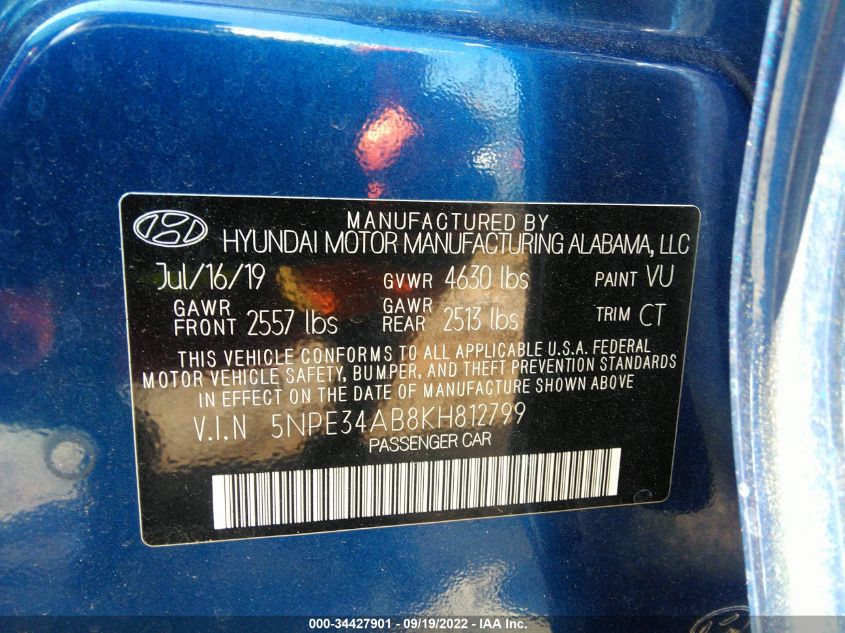 MANUFACTURED BY
HYUNDAI MOTOR MANUFACTURING ALABAMA, LLC
Jul/16/19 GVWR 4630 lbs PAINT VU
GAWR FRONT 2557 lbs GAWR REAR 2513 lbs TRIM CT
THIS VEHICLE CONFORMS TO ALL APPLICABLE U.S.A. FEDERAL
MOTOR VEHICLE SAFETY, BUMPER, AND THEFT PREVENTION STANDARDS
IN EFFECT ON THE DATE OF MANUFACTURE SHOWN ABOVE
V.I.N 5NPE34AB8KH812799
PASSENGER CAR
000-34427901 - 09/19/2022 - IAA Inc.